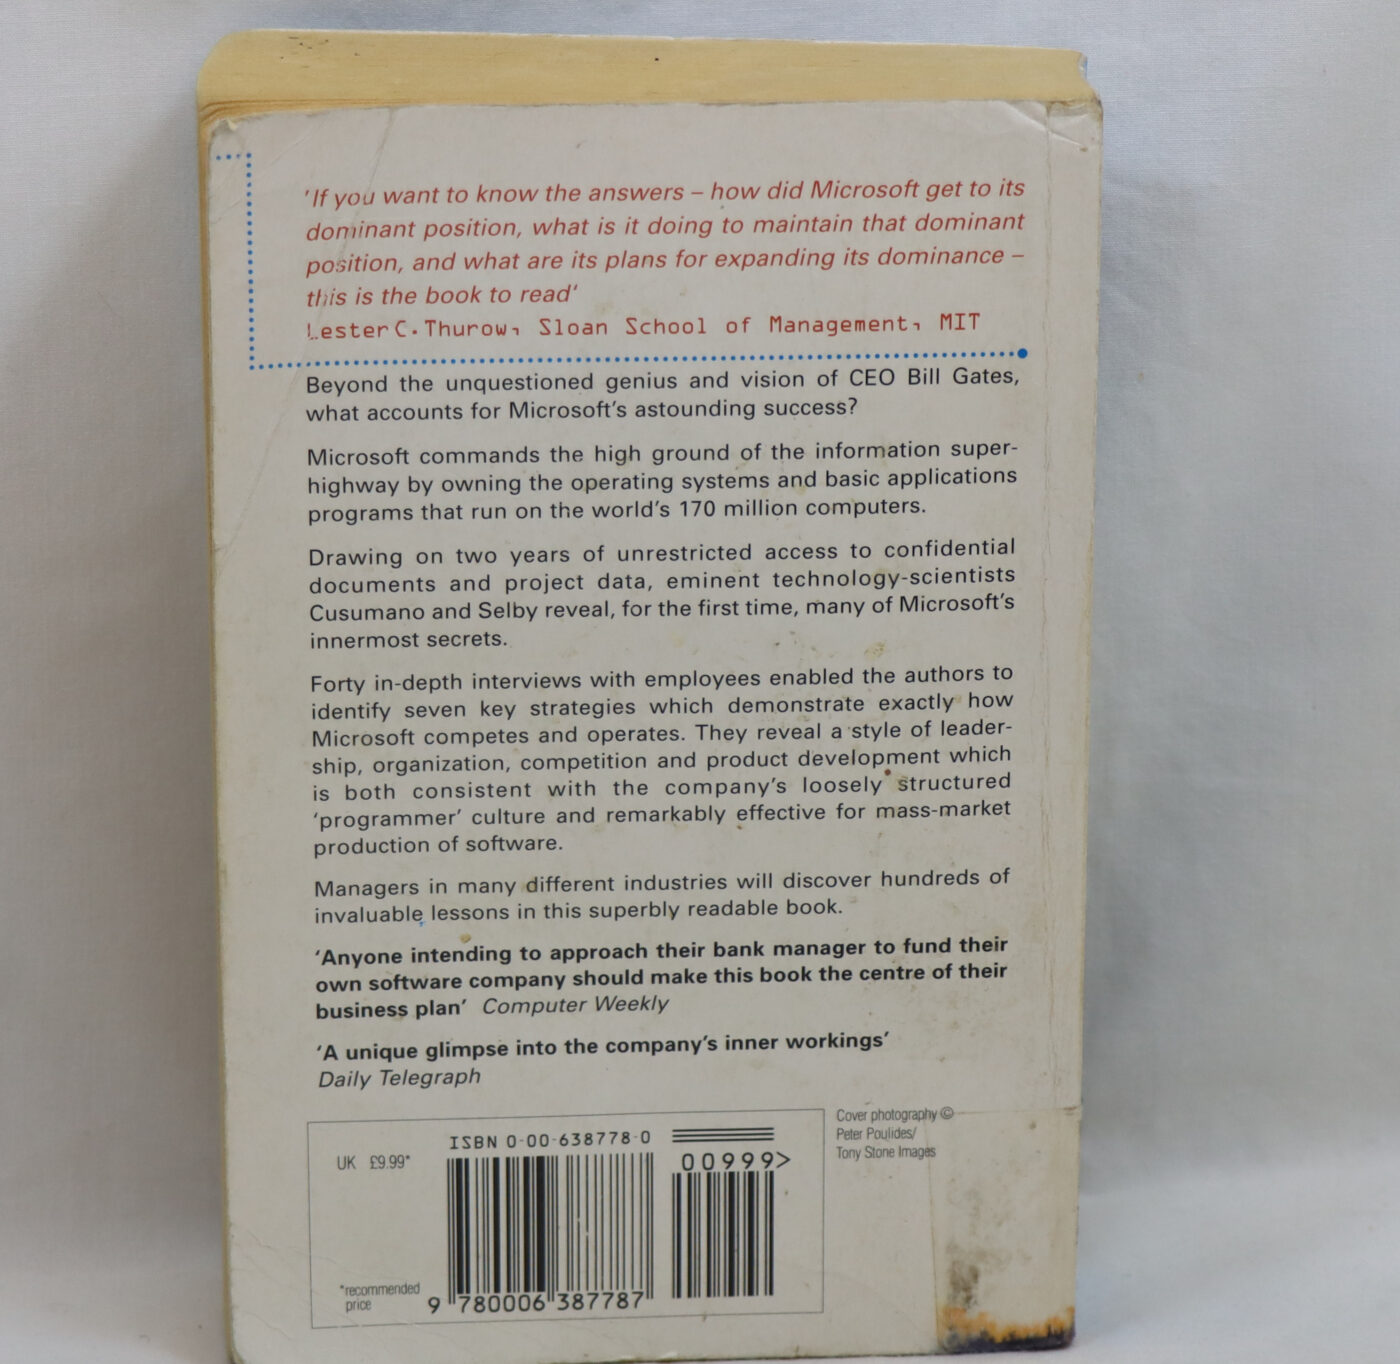 'If you want to know the answers – how did Microsoft get to its
dominant position, what is it doing to maintain that dominant
position, and what are its plans for expanding its dominance –
this is the book to read'
Lester C. Thurow, Sloan School of Management, MIT
Beyond the unquestioned genius and vision of CEO Bill Gates,
what accounts for Microsoft's astounding success?
Microsoft commands the high ground of the information super-
highway by owning the operating systems and basic applications
programs that run on the world's 170 million computers.
Drawing on two years of unrestricted access to confidential
documents and project data, eminent technology-scientists
Cusumano and Selby reveal, for the first time, many of Microsoft's
innermost secrets.
Forty in-depth interviews with employees enabled the authors to
identify seven key strategies which demonstrate exactly how
Microsoft competes and operates. They reveal a style of leader-
ship, organization, competition and product development which
is both consistent with the company's loosely structured
'programmer' culture and remarkably effective for mass-market
production of software.
Managers in many different industries will discover hundreds of
invaluable lessons in this superbly readable book.
'Anyone intending to approach their bank manager to fund their
own software company should make this book the centre of their
business plan' Computer Weekly
'A unique glimpse into the company's inner workings'
Daily Telegraph
Cover photography ©
Peter Poulides/
Tony Stone Images
ISBN 0-00-638778-0
UK £9.99*
00999>
*recommended
price
9 780006 387787